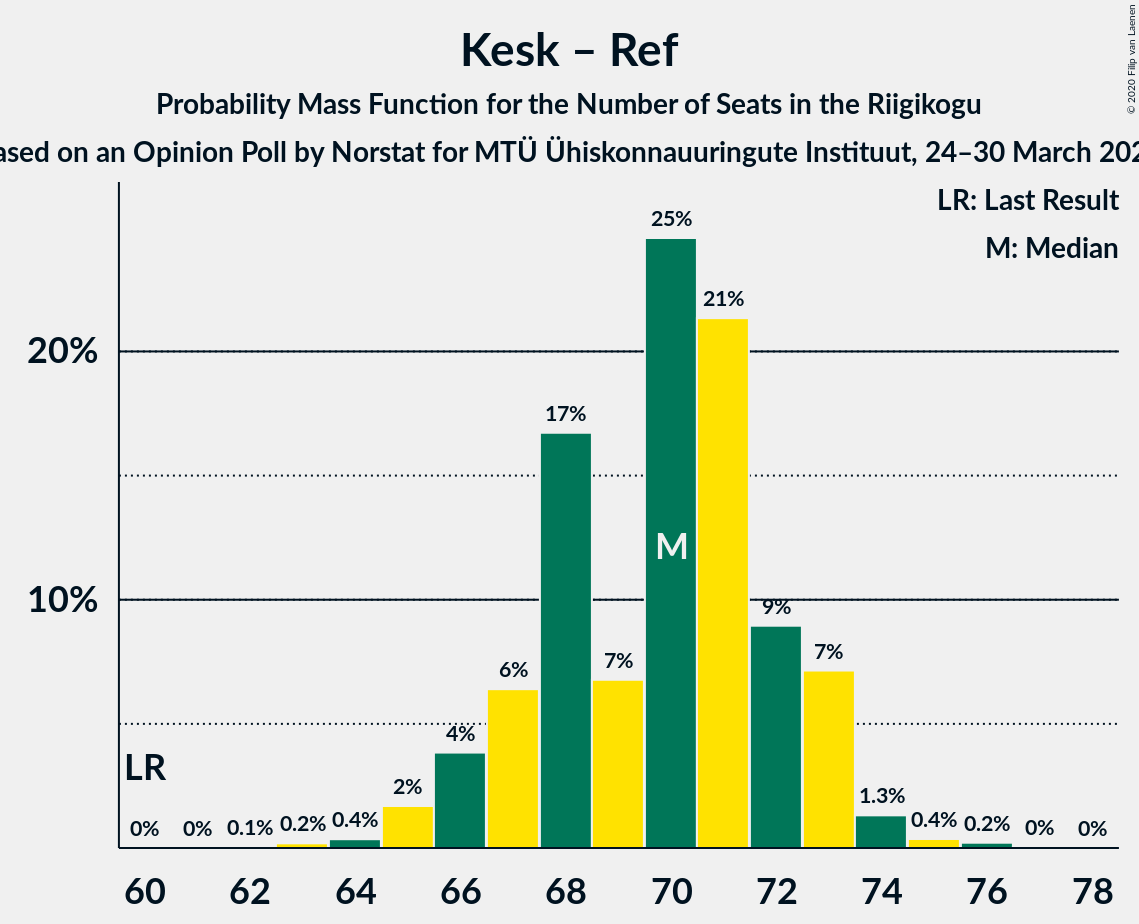 Kesk – Ref
Probability Mass Function for the Number of Seats in the Riigikogu
ased on an Opinion Poll by Norstat for MTÜ Ühiskonnauuringute Instituut, 24–30 March 202
© 2020 Filip van Laenen
LR: Last Result
M: Median
25%
21%
20%
17%
M
10%
9%
7%
7%
6%
4%
LR
2%
1.3%
0% 0% 0.1% 0.2% 0.4% 0.4% 0.2% 0% 0%
60 62 64 66 68 70 72 74 76 78